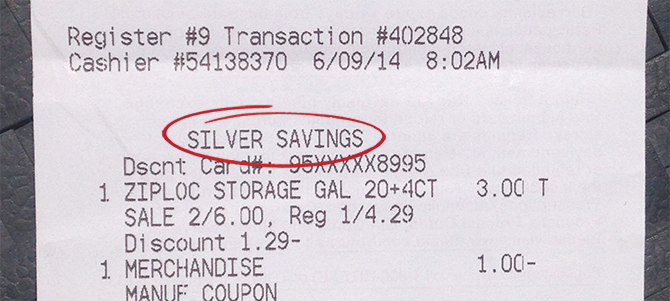 Register #9 Transaction #402848
Cashier #54138370 6/09/14 8:02AM
SILVER SAVINGS
Dscnt Card#: 95XXXXX8995
1 ZIPLOC STORAGE GAL 20+4CT 3.00 T
SALE 2/6.00, Reg 1/4.29
Discount 1.29-
1 MERCHANDISE 1.00-
MANUF COUPON